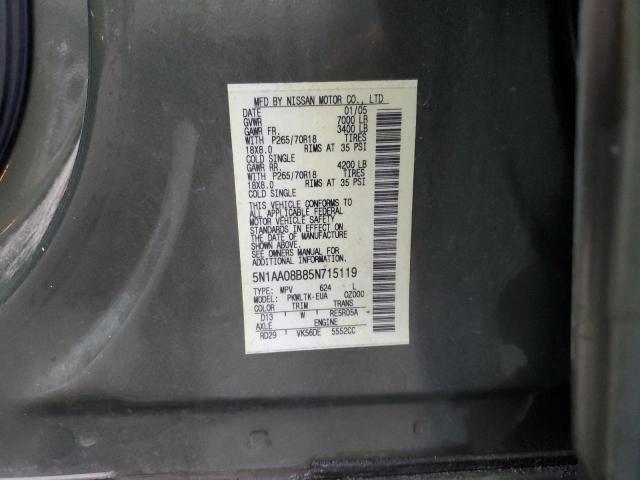 MFD BY NISSAN MOTOR CO., LTD
DATE 01/05
GVWR 7000 LB
GAWR FR. 3400 LB
WITH P265/70R18 TIRES
18X8.0 RIMS AT 35 PSI
COLD SINGLE
GAWR RR. 4200 LB
WITH P265/70R18 TIRES
18X8.0 RIMS AT 35 PSI
COLD SINGLE
THIS VEHICLE CONFORMS TO
ALL APPLICABLE FEDERAL
MOTOR VEHICLE SAFETY
STANDARDS IN EFFECT ON
THE DATE OF MANUFACTURE
SHOWN ABOVE.
SEE OWNERS MANUAL FOR
ADDITIONAL INFORMATION.
5N1AA08B85N715119
TYPE: MPV 624 L
MODEL: PKWLTK-EUA OZ000
COLOR TRIM TRANS
D13 W RE5R05A
AXLE ENGINE
RD29 VK56DE 5552CC